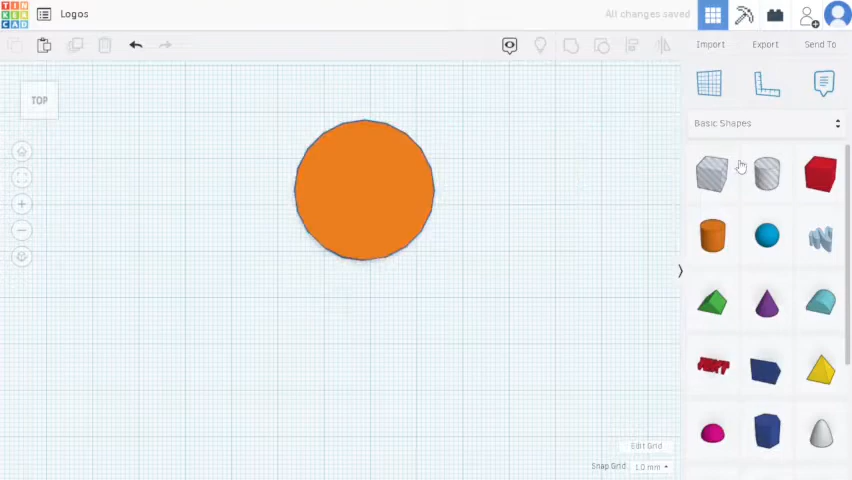 TIN
KER
CAD
Logos
All changes saved
Import
Export
Send To
TOP
Basic Shapes
Edit Grid
Snap Grid 1.0 mm